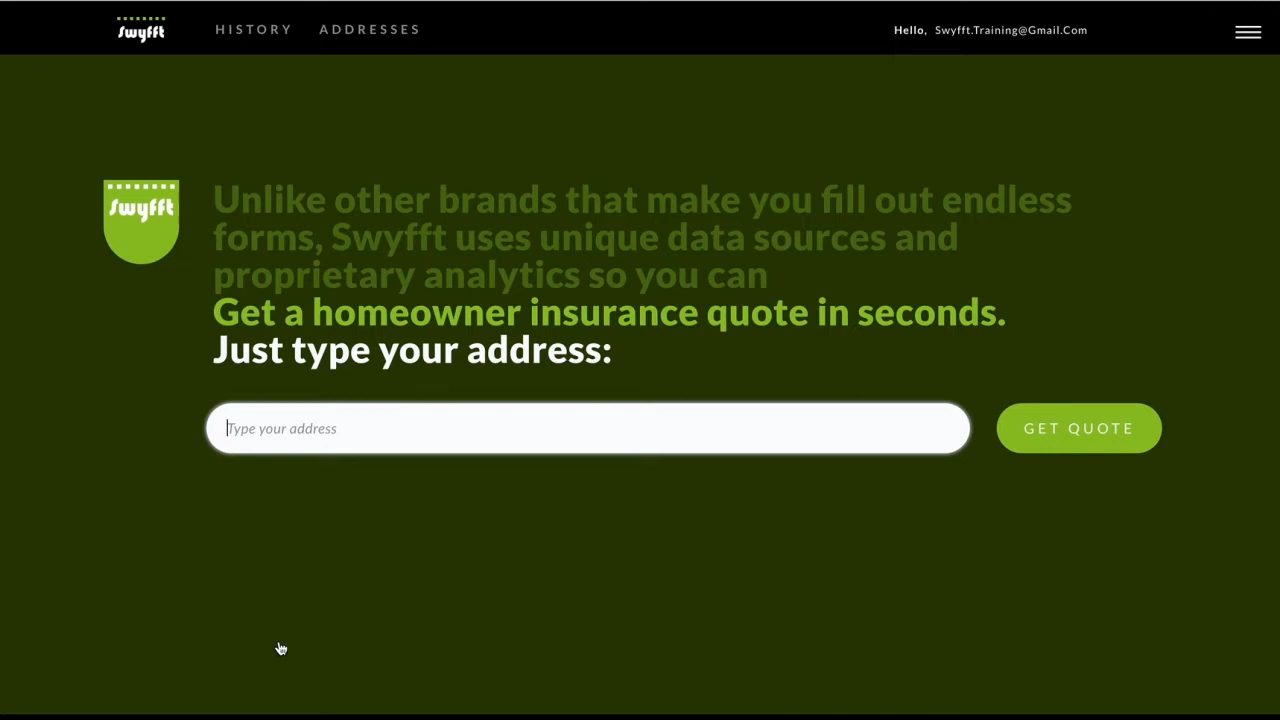 Swyfft
HISTORY ADDRESSES
Hello, Swyfft.Training@Gmail.Com
Swyfft
Unlike other brands that make you fill out endless
forms, Swyfft uses unique data sources and
proprietary analytics so you can
Get a homeowner insurance quote in seconds.
Just type your address:
Type your address
GET QUOTE